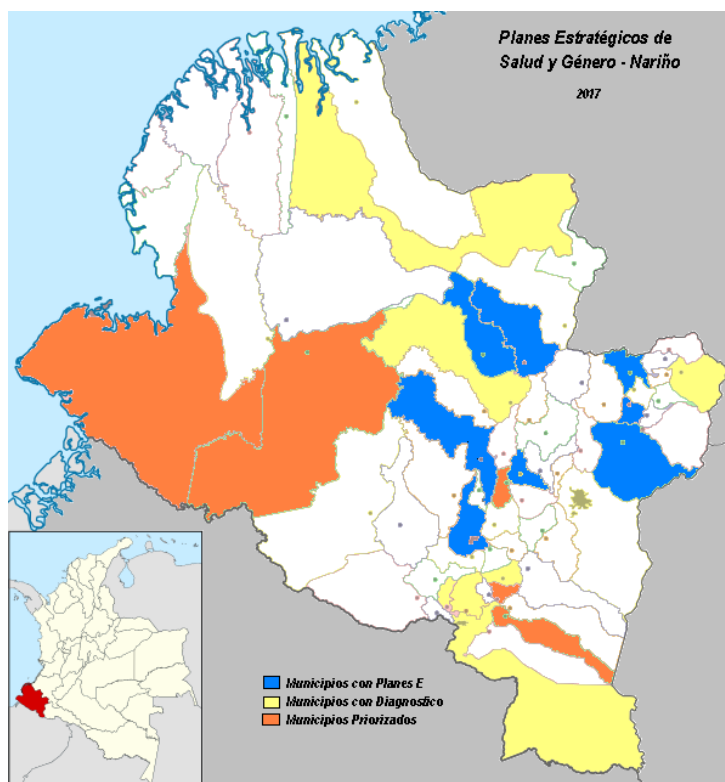 Planes Estratégicos de
Salud y Género - Nariño
2017
Municipios con Planes E
Municipios con Diagnostico
Municipios Priorizados